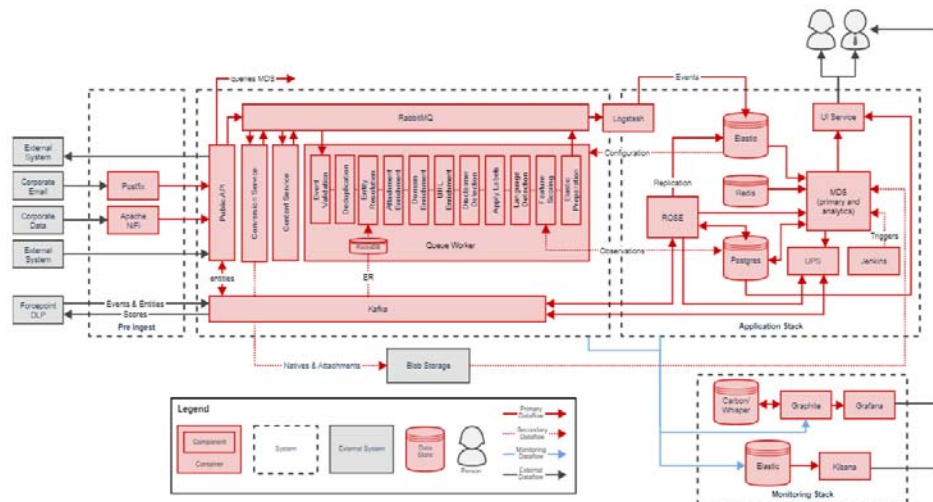 queries MDS
Events
RabbitMQ
Logstash
Elastic
UI Service
External
System
Corporate
Email
Postfix
Corporate
Data
Apache
NiFi
External
System
Public API
Conversion Service
Content Service
Event
Validation
Deduplication
Entity
Resolution
Attachment
Enrichment
Domain
Enrichment
URL
Enrichment
Disclaimer
Detection
Apply Labels
Language
Detection
Feature
Scoring
Elastic
Preparation
Queue Worker
Configuration
Replication
Redis
MDS
(primary and
analytics)
ROSE
Observations
Postgres
Triggers
UPS
Jenkins
entities
ER
Forcepoint
DLP
Events & Entities
Scores
Kafka
Pre Ingest
Application Stack
Natives & Attachments
Blob Storage
Legend
Component
Container
System
External System
Data
Store
Person
Primary
Dataflow
Secondary
Dataflow
Monitoring
Dataflow
External
Dataflow
Carbon/
Whisper
Graphite
Grafana
Elastic
Kibana
Monitoring Stack